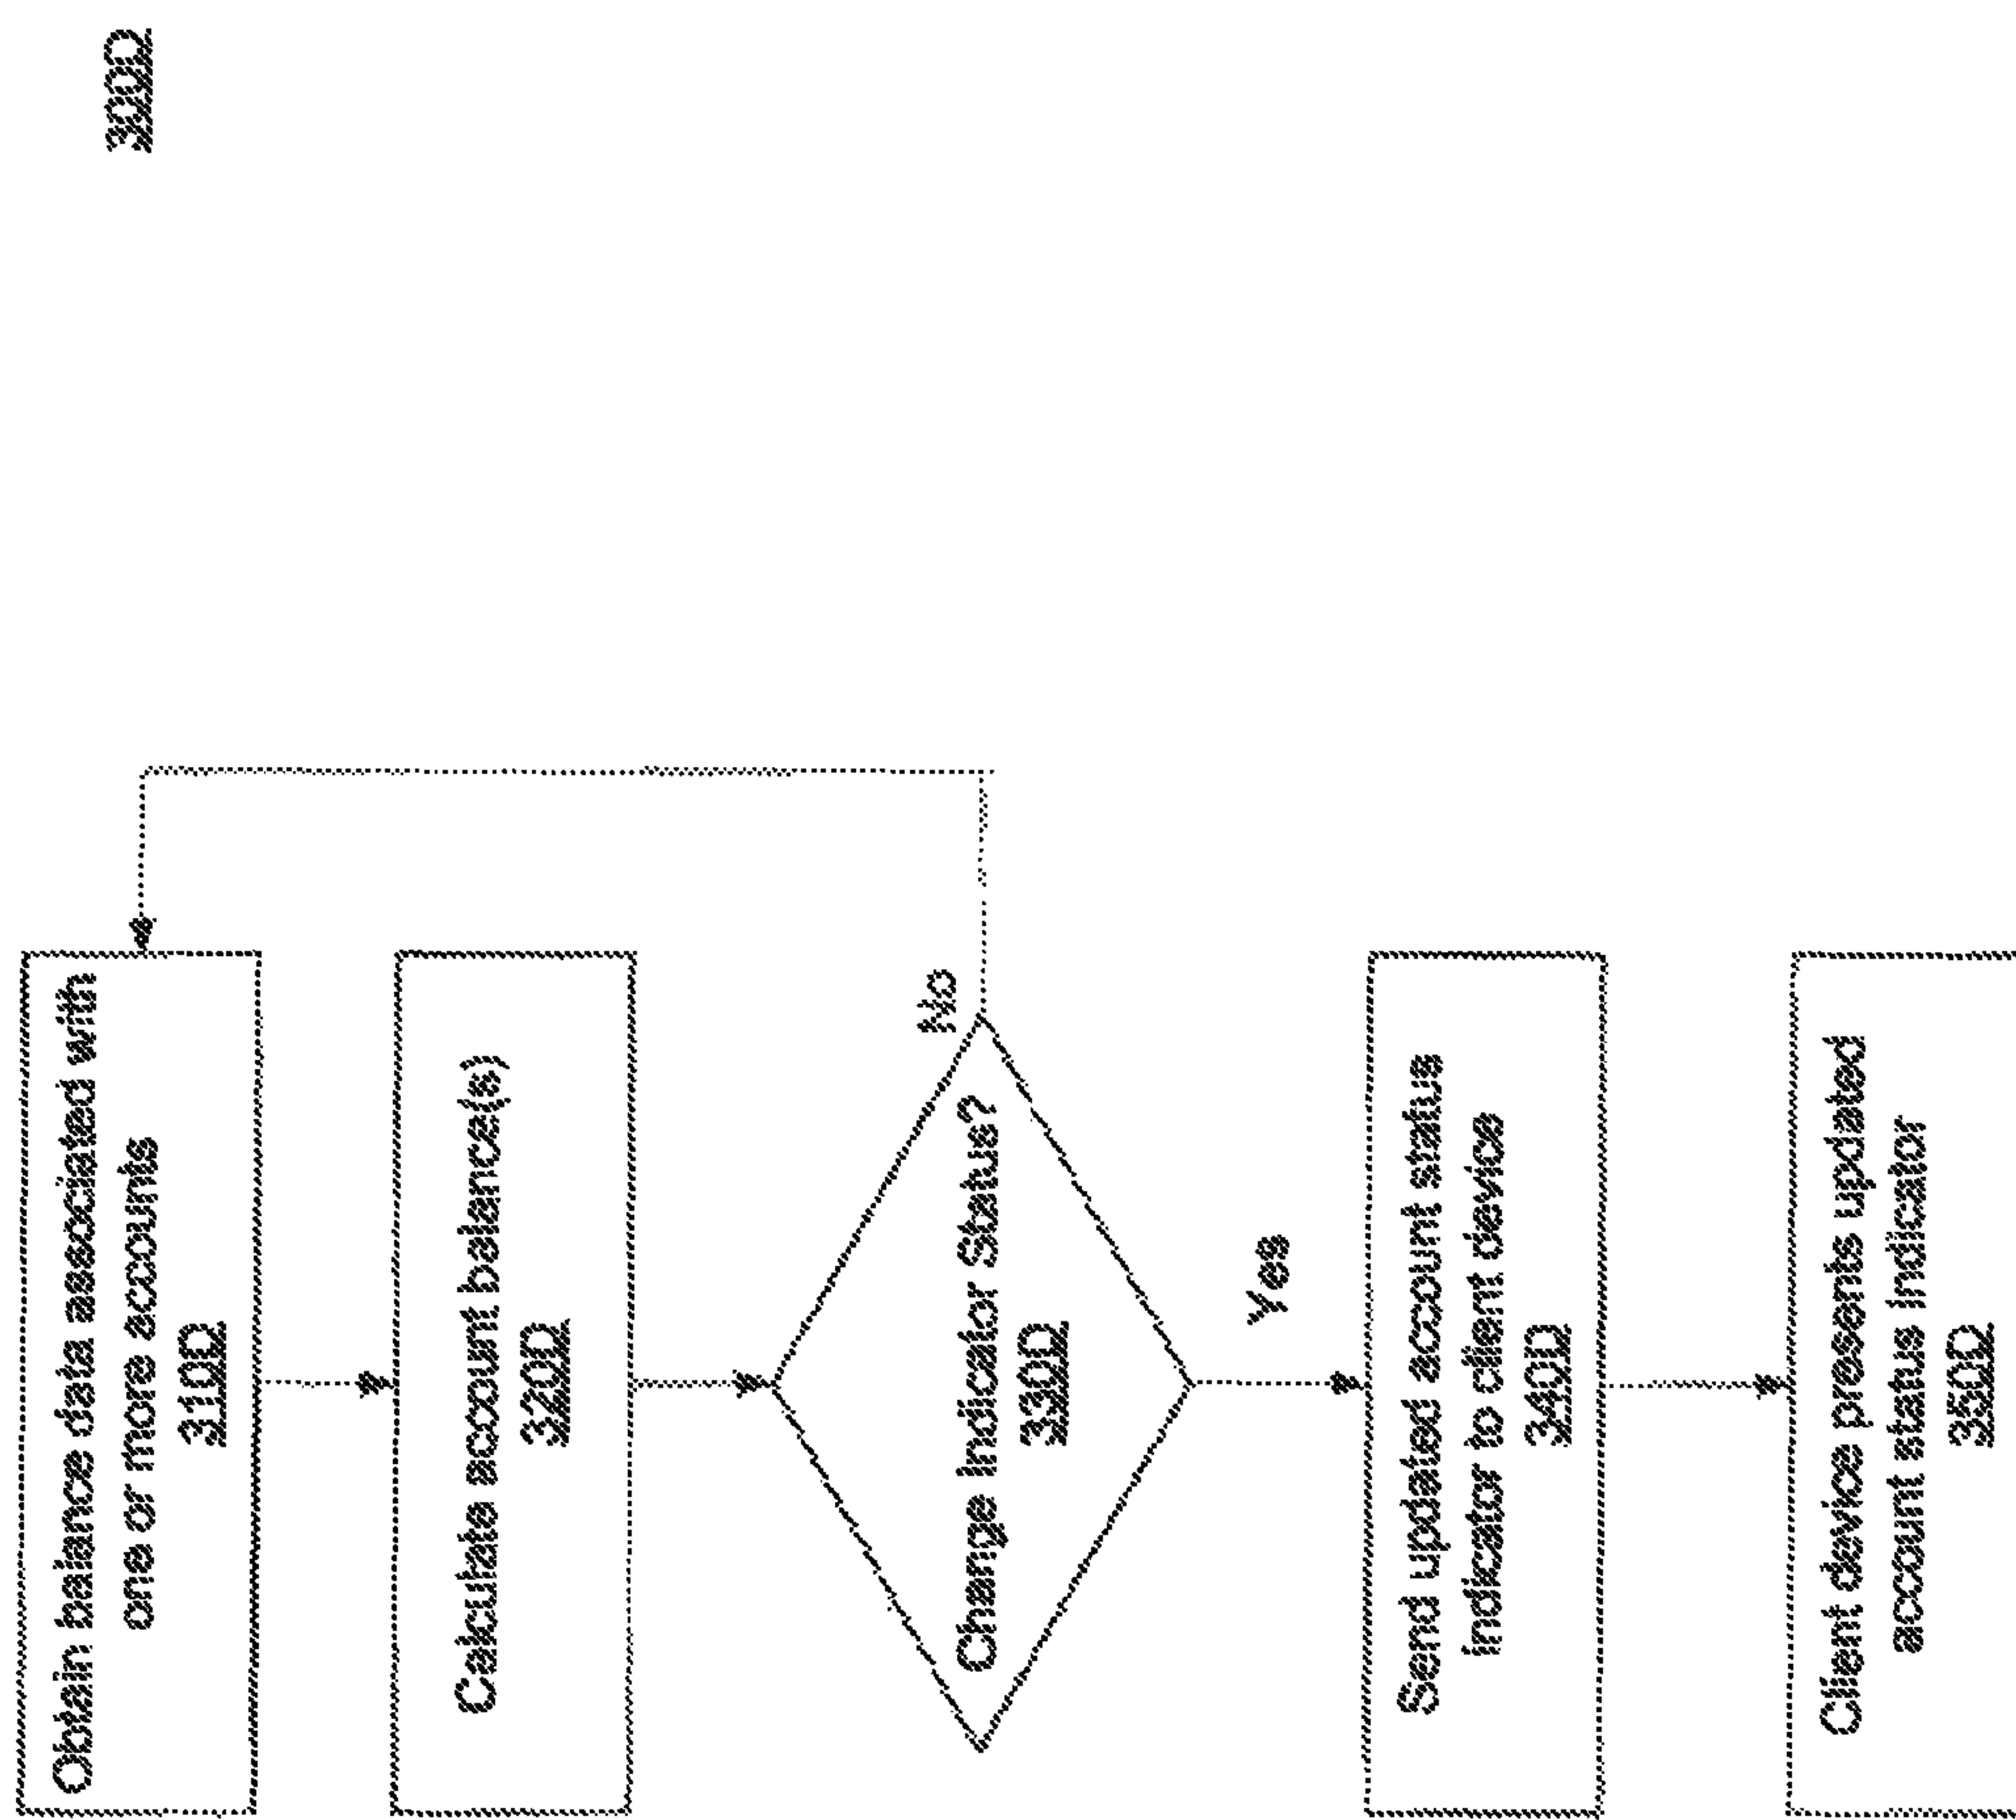 300D
Obtain balance data associated with
one or more accounts
310D
Calculate account balance(s)
320D
Change Indicator Status?
330D
No
Yes
Send updated account status
indicator to client device
340D
Client device presents updated
account status indicator
350D